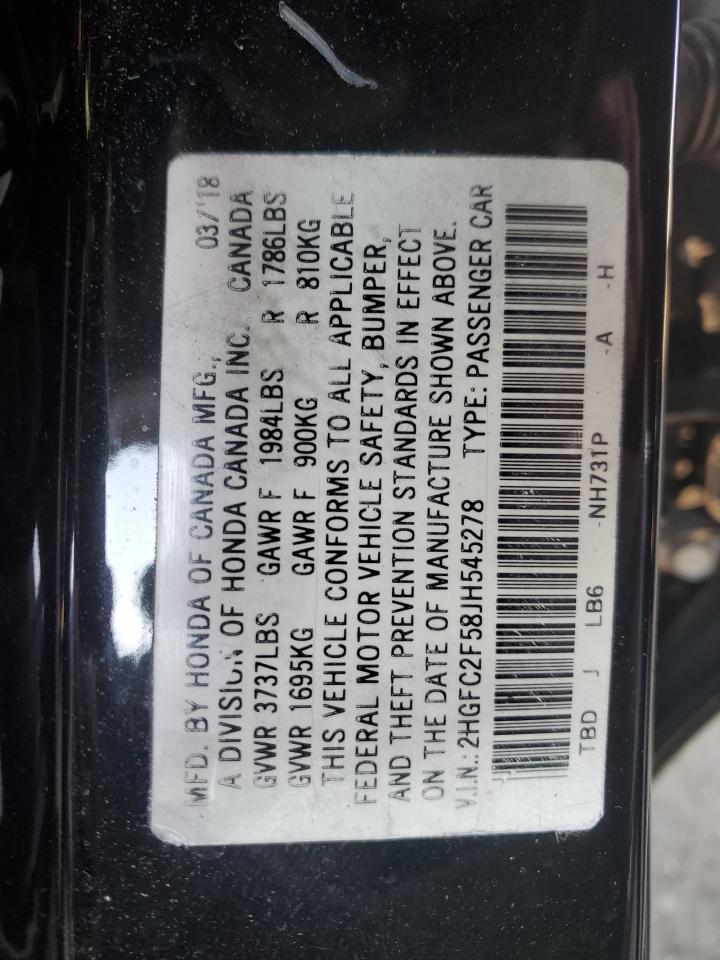 MFD. BY HONDA OF CANADA MFG., 03/'18
A DIVISION OF HONDA CANADA INC. CANADA
GVWR 3737LBS GAWR F 1984LBS R 1786LBS
GVWR 1695KG GAWR F 900KG R 810KG
THIS VEHICLE CONFORMS TO ALL APPLICABLE
FEDERAL MOTOR VEHICLE SAFETY, BUMPER,
AND THEFT PREVENTION STANDARDS IN EFFECT
ON THE DATE OF MANUFACTURE SHOWN ABOVE.
V.I.N.: 2HGFC2F58JH545278 TYPE: PASSENGER CAR
TBD J LB6 -NH731P -A -H